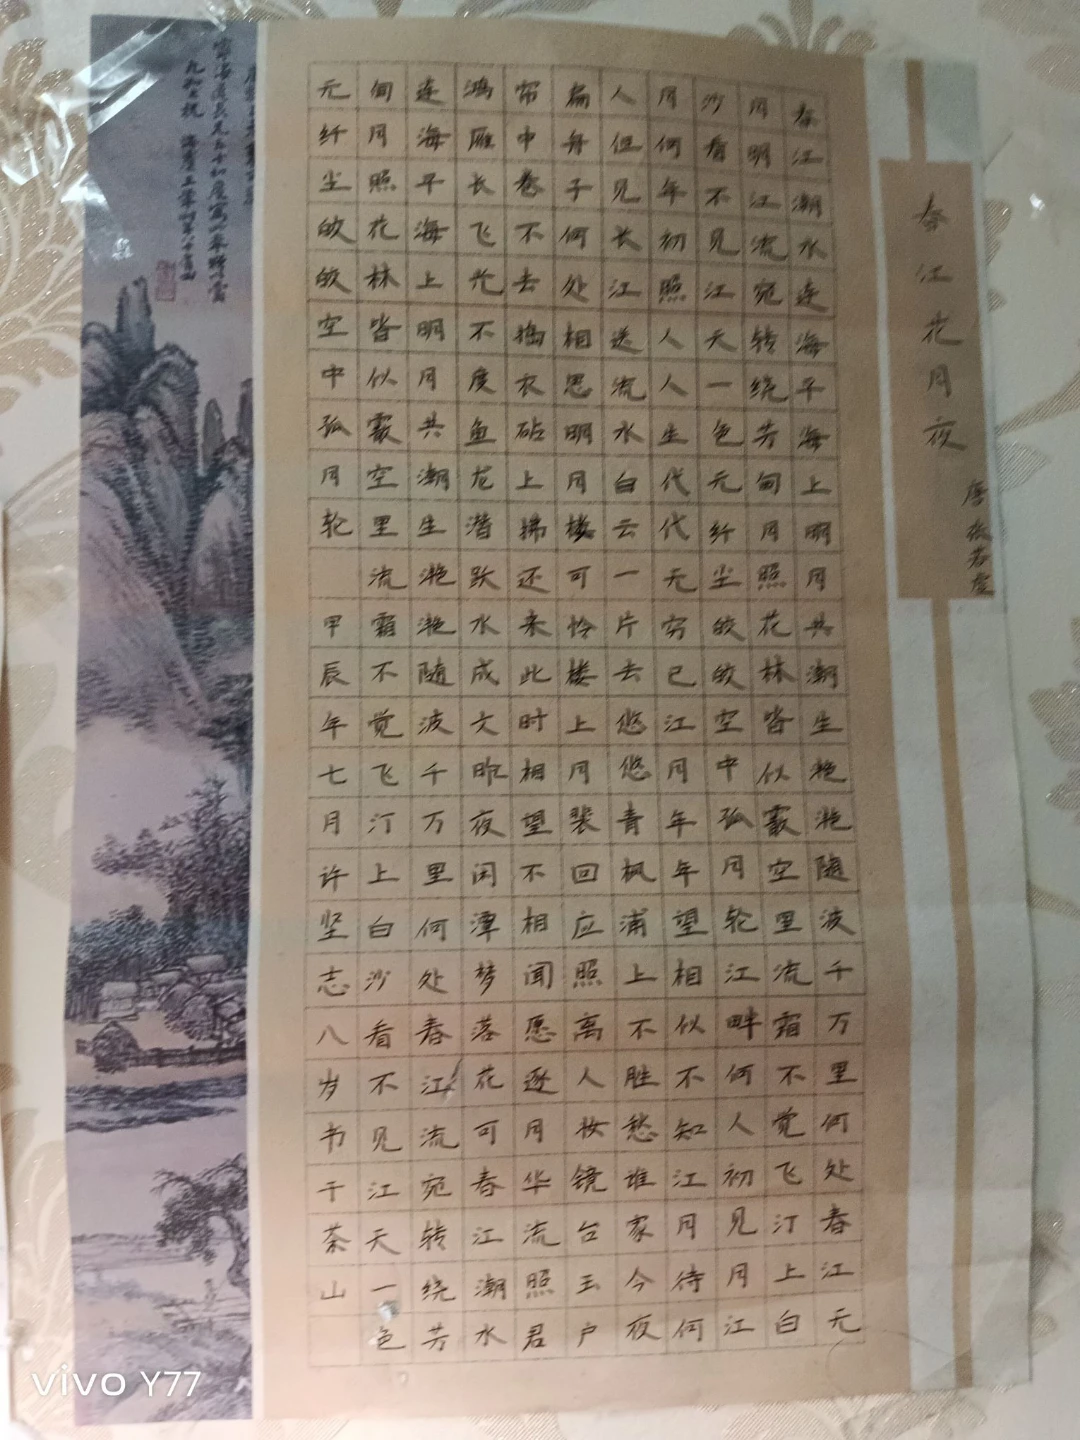 春江花月夜
唐 张若虚
春江潮水连海平海上明月共潮生滟滟随波千万里何处春江无
月明江流宛转绕芳甸月照花林皆似霰空里流霜不觉飞汀上白
沙看不见江天一色无纤尘皎皎空中孤月轮江畔何人初见月江
月何年初照人人生代代无穷已江月年年望相似不知江月待何
人但见长江送流水白云一片去悠悠青枫浦上不胜愁谁家今夜
扁舟子何处相思明月楼可怜楼上月裴回应照离人妆镜台玉户
帘中卷不去捣衣砧上拂还来此时相望不相闻愿逐月华流照君
鸿雁长飞光不度鱼龙潜跃水成文昨夜闲潭梦落花可春江潮水
连海平海上明月共潮生滟滟随波千万里何处春江流宛转绕芳
甸月照花林皆似霰空里流霜不觉飞汀上白沙看不见江天一色
无纤尘皎皎空中孤月轮 甲辰年七月许坚志八岁书于茶山
vivo Y77